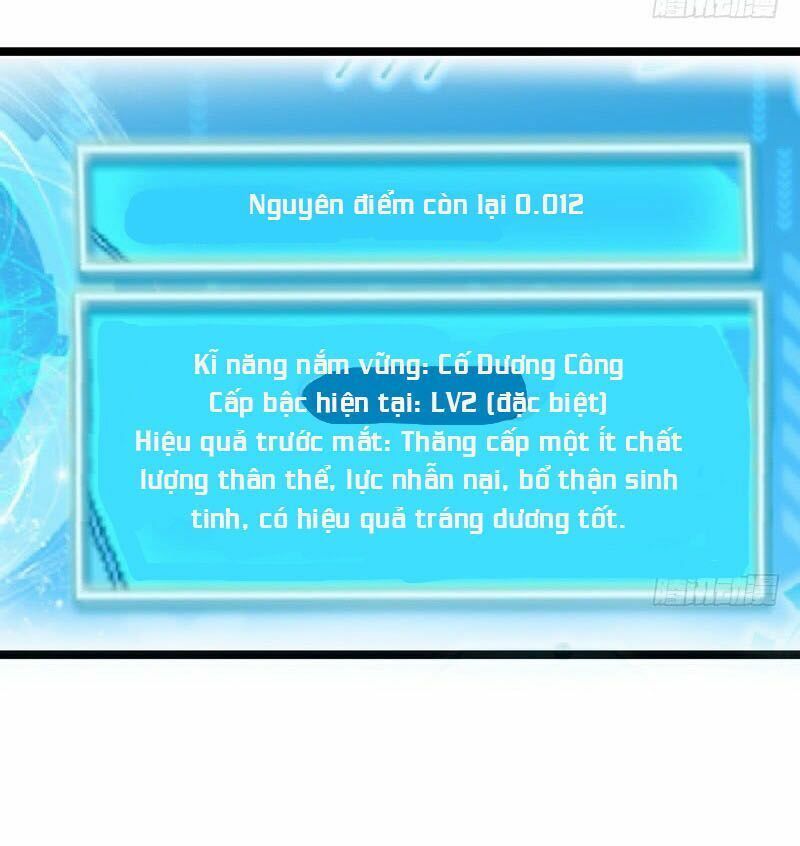 Nguyên điểm còn lại 0.012
Kĩ năng nắm vững: Cố Dương Công
Cấp bậc hiện tại: LV2 (đặc biệt)
Hiệu quả trước mắt: Thăng cấp một ít chất
lượng thân thể, lực nhẫn nại, bổ thận sinh
tinh, có hiệu quả tráng dương tốt.